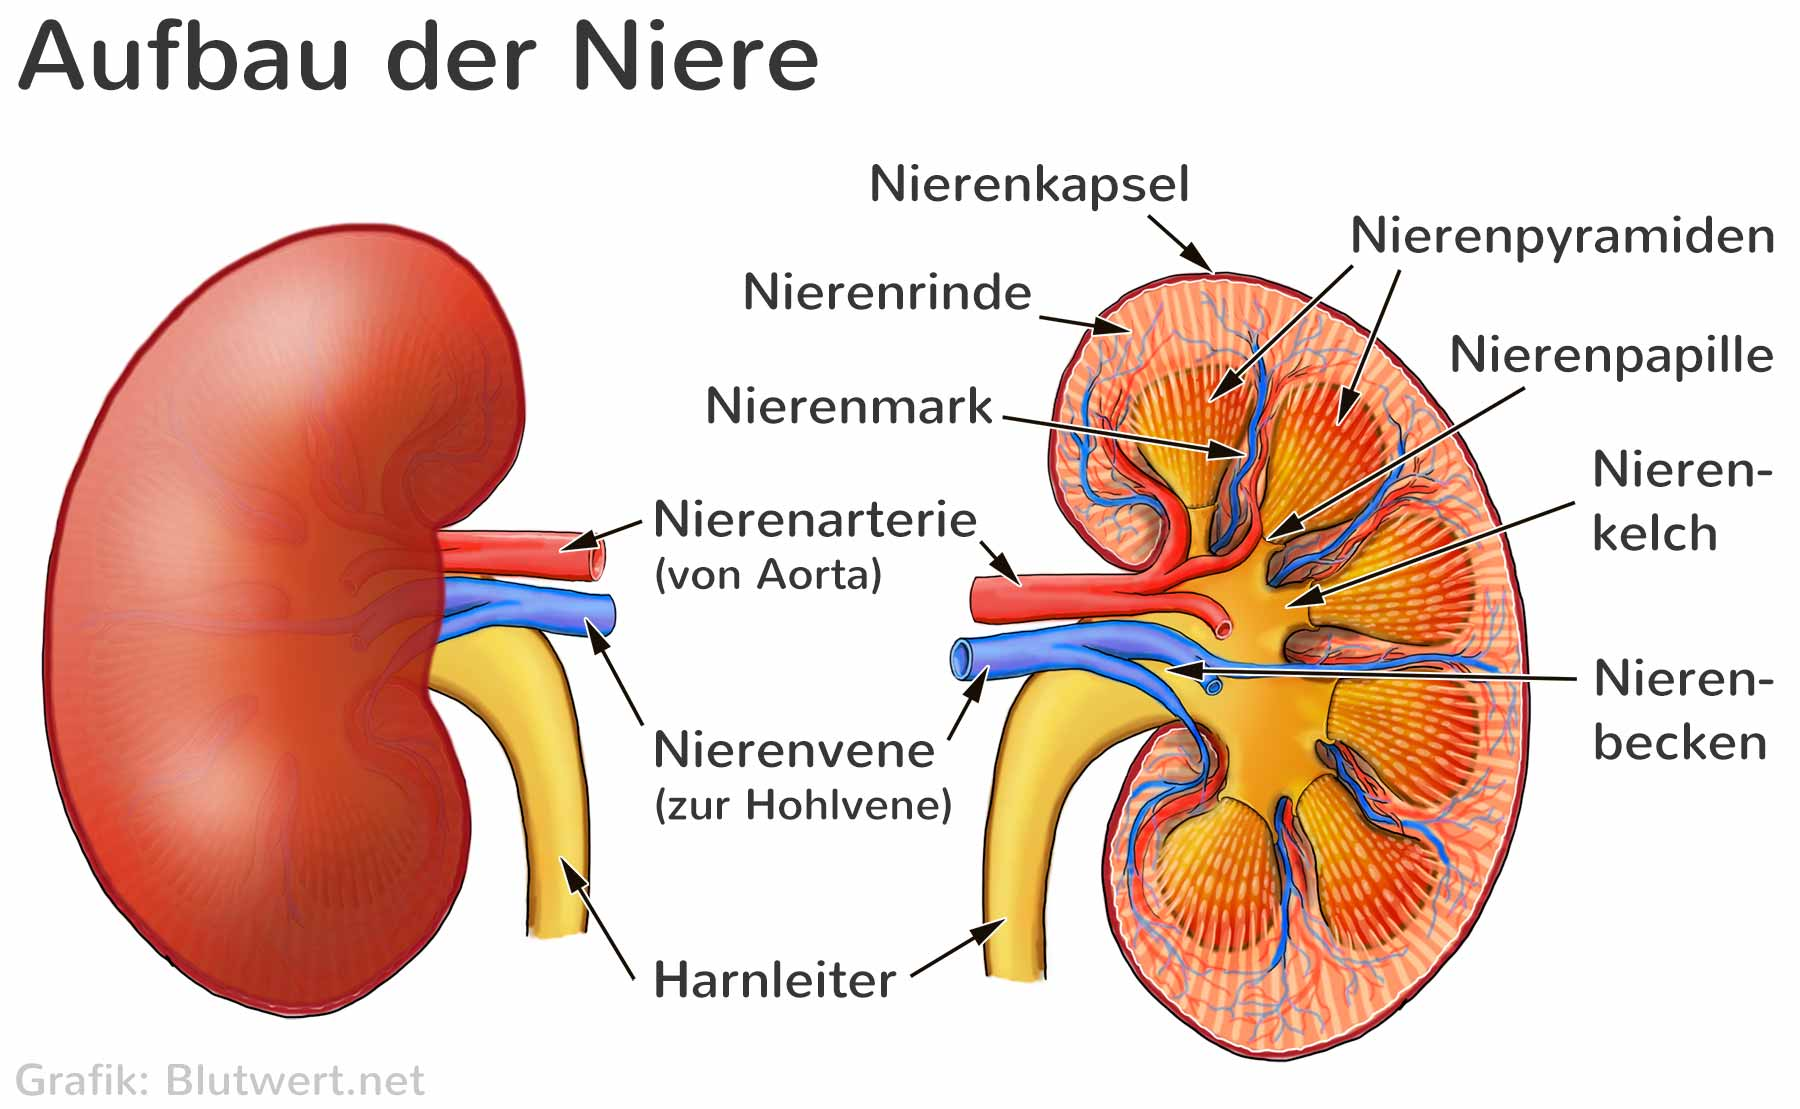 Aufbau der Niere
Nierenkapsel
Nierenpyramiden
Nierenrinde
Nierenpapille
Nierenmark
Nieren-
kelch
Nierenarterie
(von Aorta)
Nieren-
becken
Nierenvene
(zur Hohlvene)
Harnleiter
Grafik: Blutwert.net